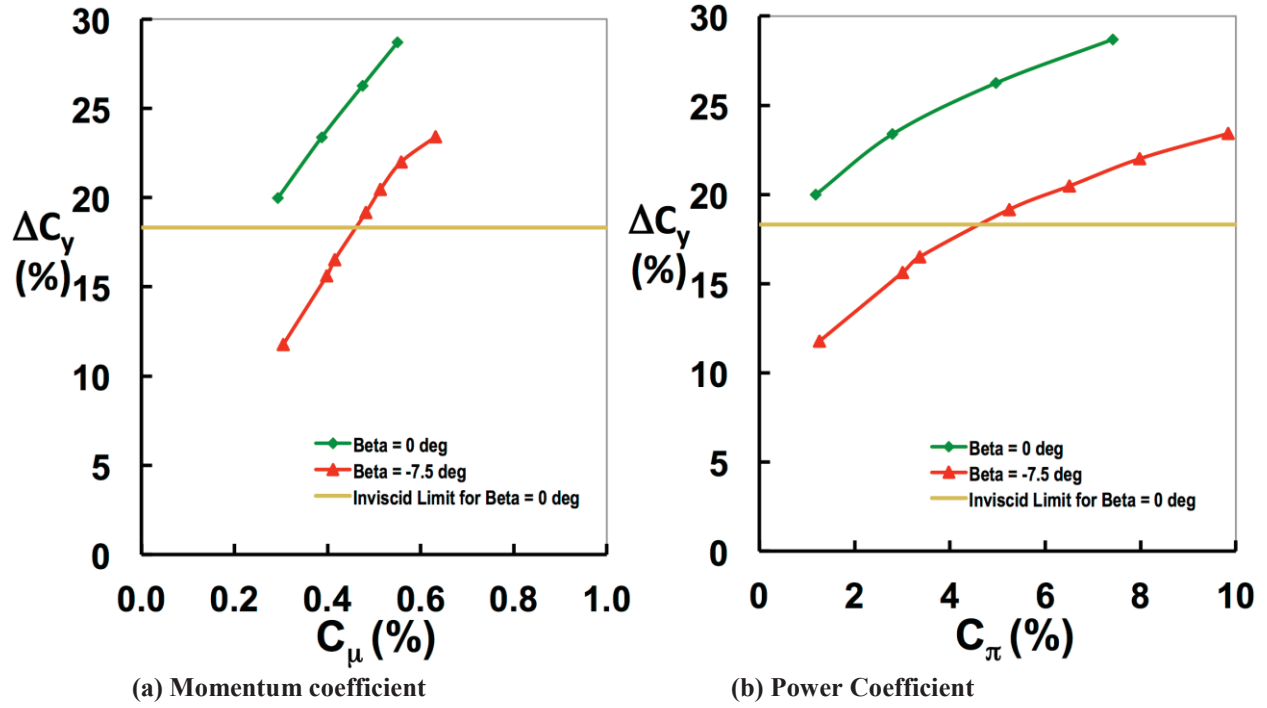 30
25
20
15
10
5
0
ΔCy
(%)
Beta = 0 deg
Beta = -7.5 deg
Inviscid Limit for Beta = 0 deg
0.0 0.2 0.4 0.6 0.8 1.0
Cμ (%)
(a) Momentum coefficient
30
25
20
15
10
5
0
ΔCy
(%)
Beta = 0 deg
Beta = -7.5 deg
Inviscid Limit for Beta = 0 deg
0 2 4 6 8 10
Cπ (%)
(b) Power Coefficient